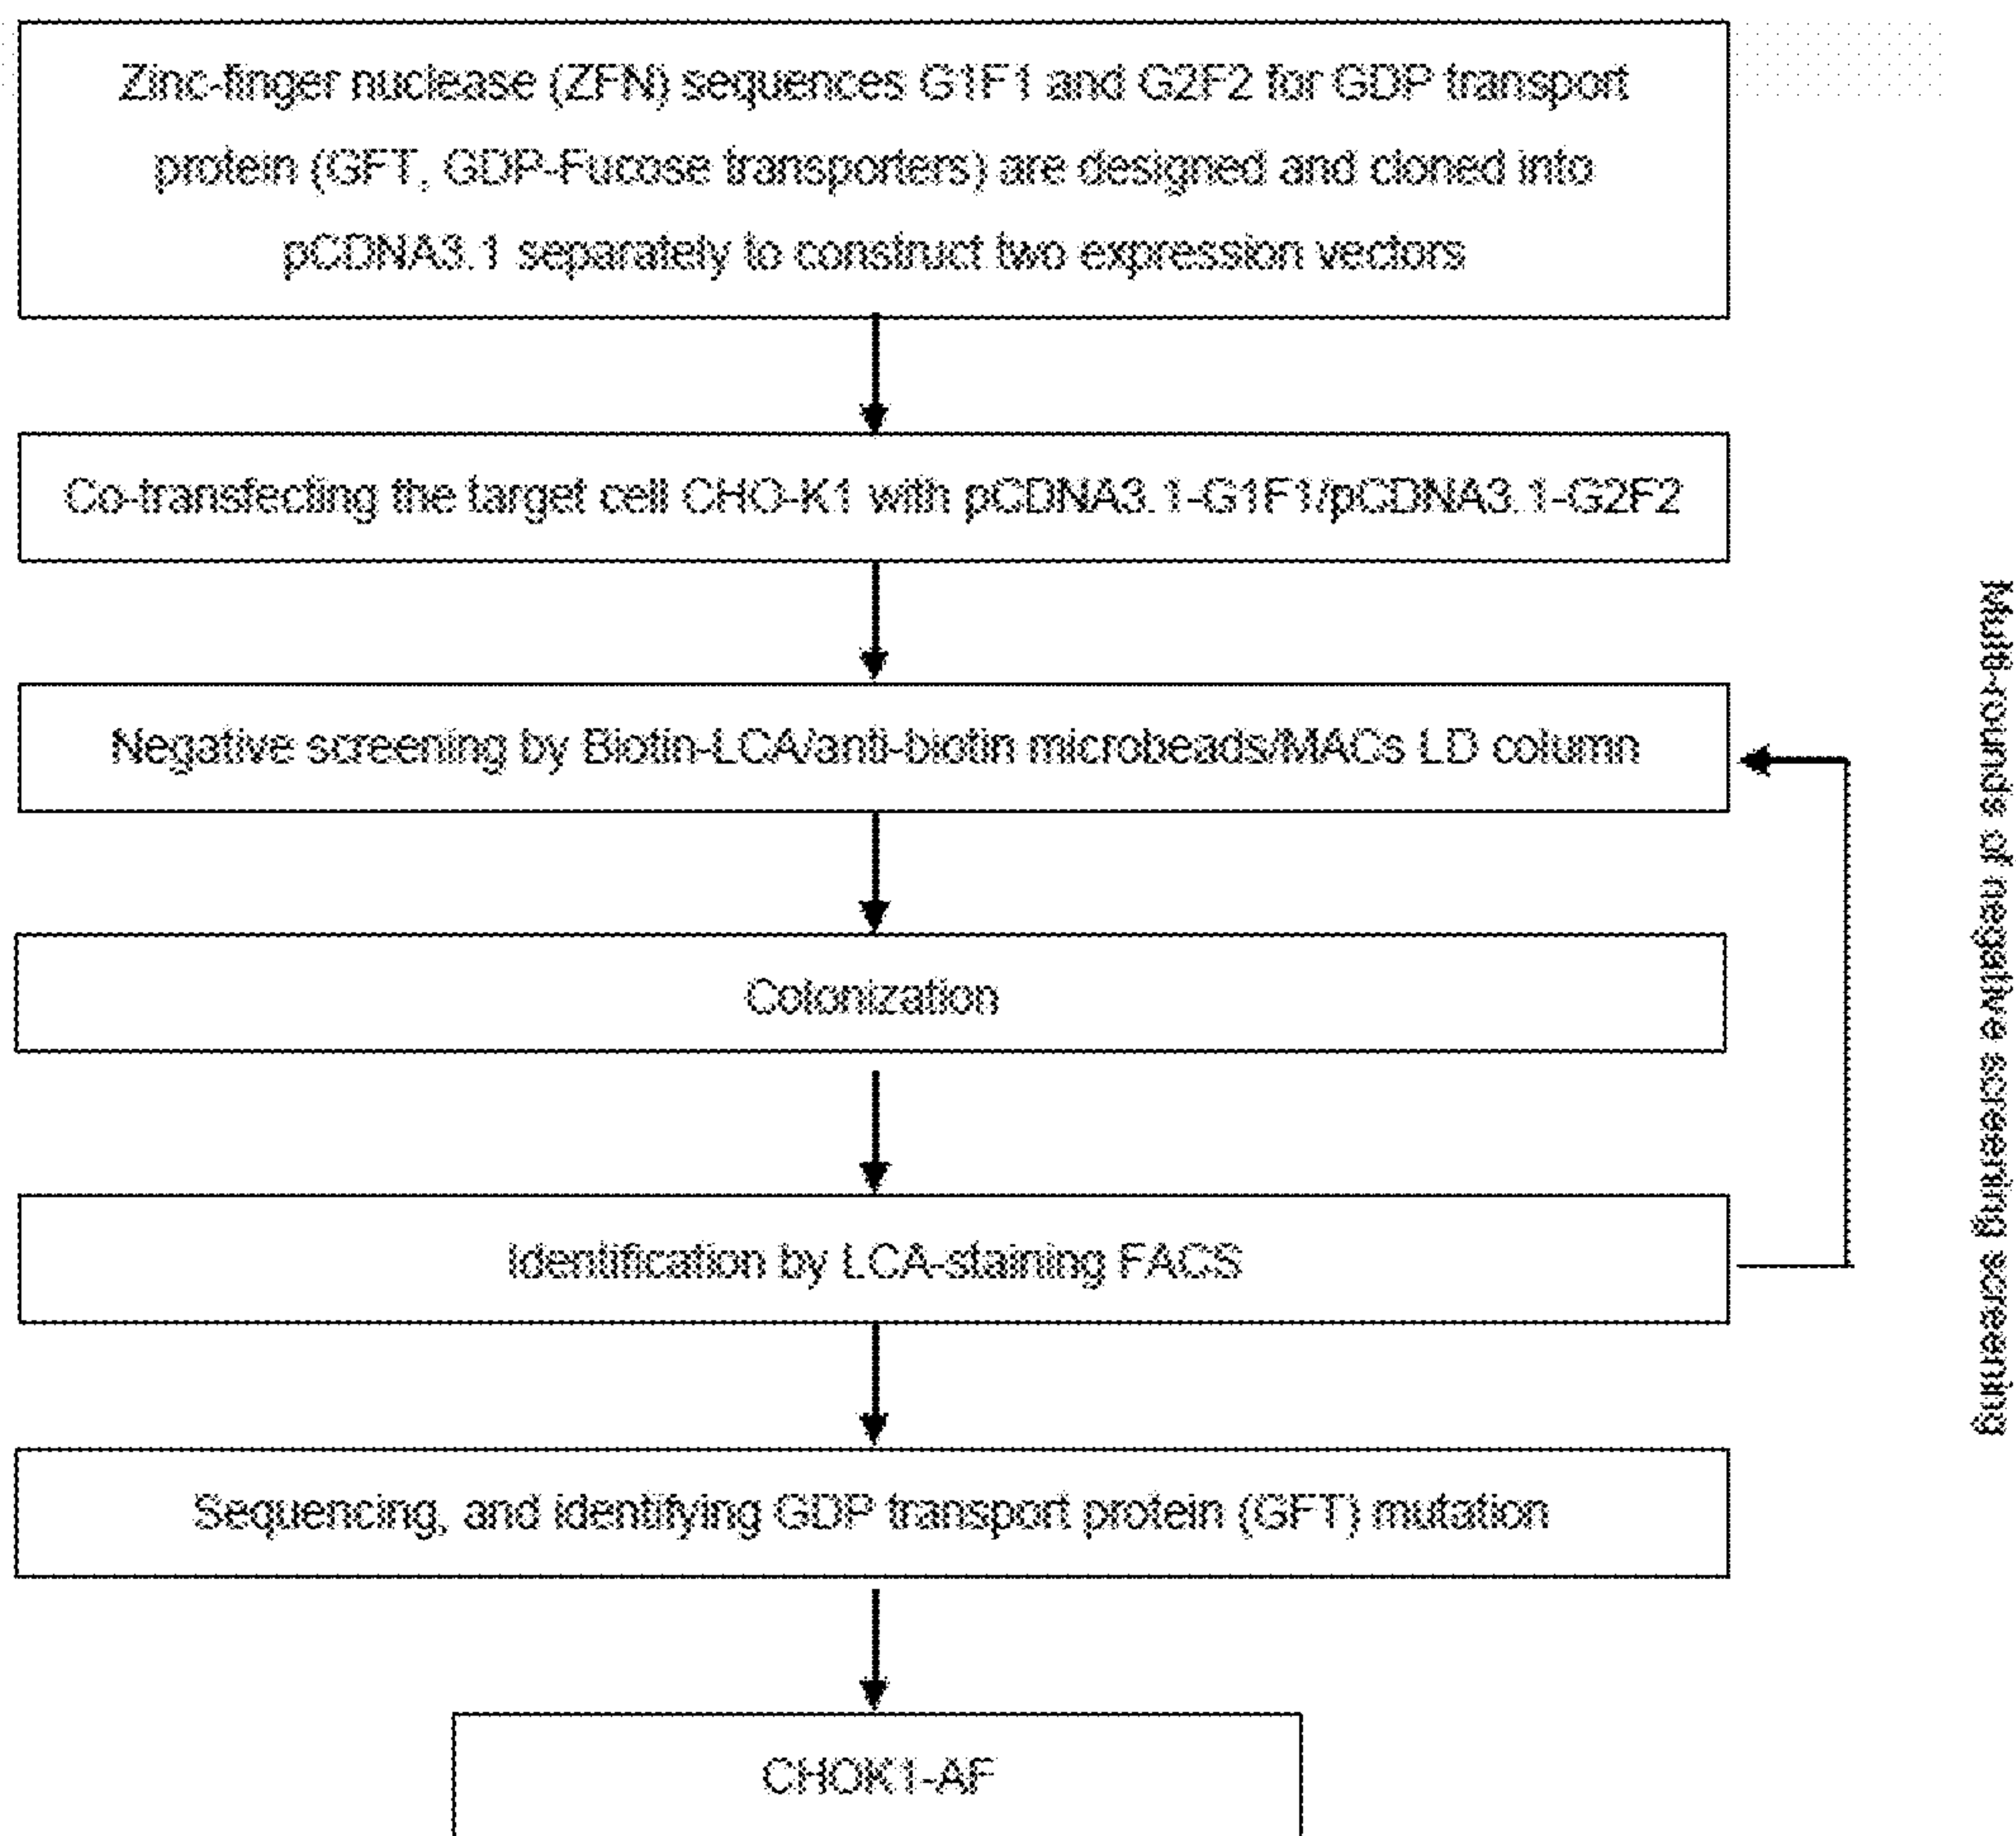 Zinc-finger nuclease (ZFN) sequences G1F1 and G2F2 for GDP transport
protein (GFT, GDP-Fucose transporters) are designed and cloned into
pCDNA3.1 separately to construct two expression vectors
Co-transfecting the target cell CHO-K1 with pCDNA3.1-G1F1/pCDNA3.1-G2F2
Negative screening by Biotin-LCA/anti-biotin microbeads/MACs LD column
Colonization
Identification by LCA-staining FACS
Sequencing, and identifying GDP transport protein (GFT) mutation
CHOK1-AF
Multi-rounds of negative screening